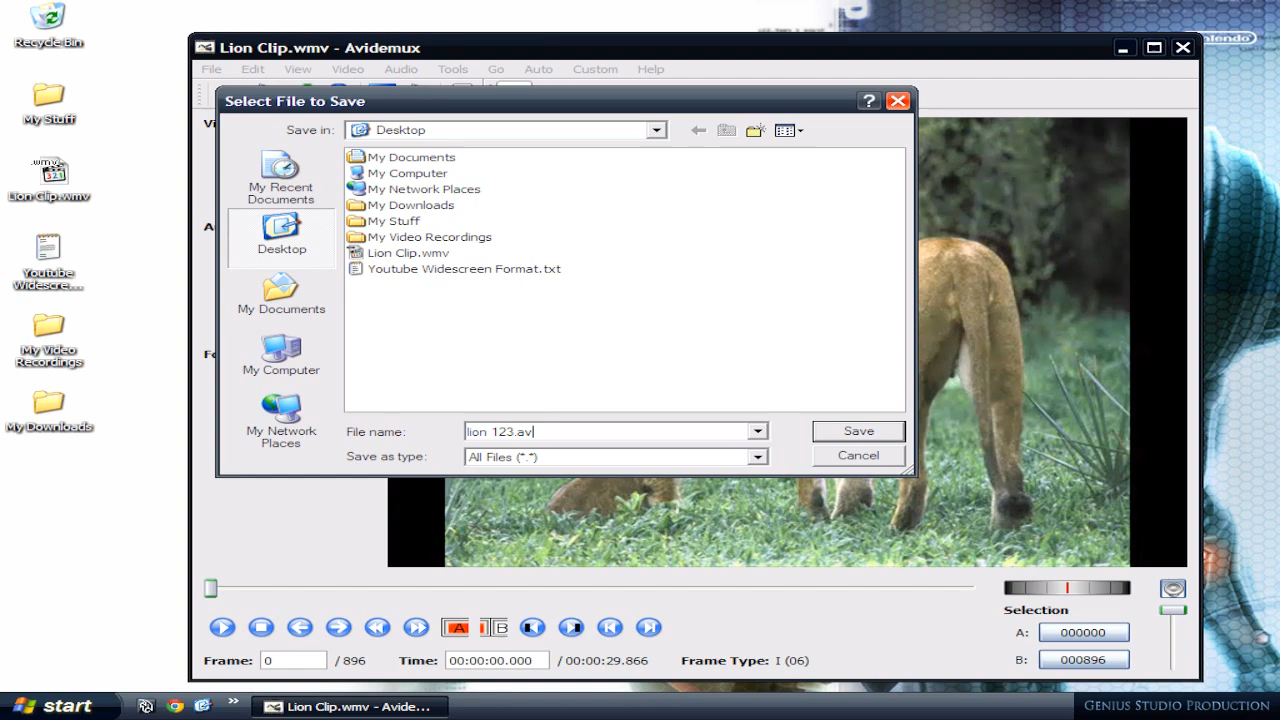 Recycle Bin
My Stuff
.wmv
321
Lion Clip.wmv
Youtube
Widescre...
My Video
Recordings
My Downloads
Nintendo
Lion Clip.wmv - Avidemux
File Edit View Video Audio Tools Go Auto Custom Help
Select File to Save
?
Save in: Desktop
My Recent
Documents
Desktop
My Documents
My Computer
My Network
Places
My Documents
My Computer
My Network Places
My Downloads
My Stuff
My Video Recordings
Lion Clip.wmv
Youtube Widescreen Format.txt
File name: lion 123.av
Save
Save as type: All Files (*.*)
Cancel
A B
Selection
A: 000000
B: 000896
Frame: 0 / 896 Time: 00:00:00.000 / 00:00:29.866 Frame Type: I (06)
start
Lion Clip.wmv - Avide...
Genius Studio Production